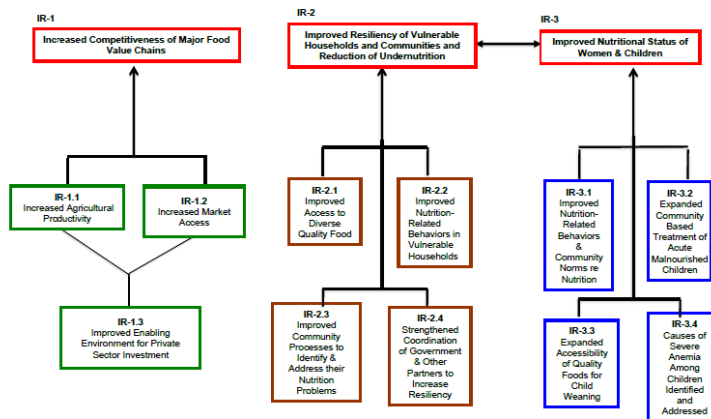 IR-1
Increased Competitiveness of Major Food
Value Chains
IR-2
Improved Resiliency of Vulnerable
Households and Communities and
Reduction of Undernutrition
IR-3
Improved Nutritional Status of
Women & Children
IR-1.1
Increased Agricultural
Productivity
IR-1.2
Increased Market
Access
IR-1.3
Improved Enabling
Environment for Private
Sector Investment
IR-2.1
Improved
Access to
Diverse
Quality Food
IR-2.2
Improved
Nutrition-
Related
Behaviors in
Vulnerable
Households
IR-2.3
Improved
Community
Processes to
Identify &
Address their
Nutrition
Problems
IR-2.4
Strengthened
Coordination
of Government
& Other
Partners to
Increase
Resiliency
IR-3.1
Improved
Nutrition-
Related
Behaviors
&
Community
Norms re
Nutrition
IR-3.2
Expanded
Community
Based
Treatment of
Acute
Malnourished
Children
IR-3.3
Expanded
Accessibility
of Quality
Foods for
Child
Weaning
IR-3.4
Causes of
Severe
Anemia
Among
Children
Identified
and
Addressed